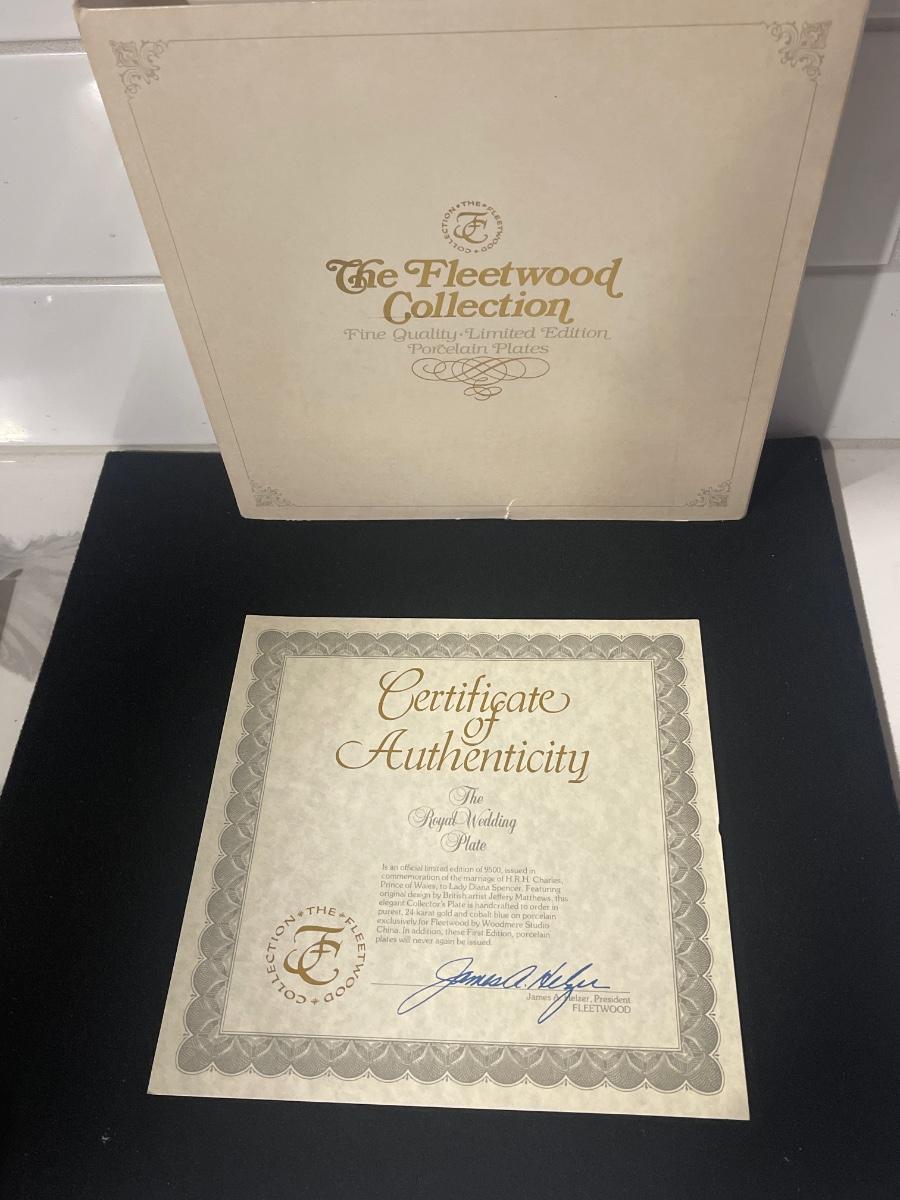 THE FLEETWOOD COLLECTION
FC
The Fleetwood
Collection
Fine Quality • Limited Edition
Porcelain Plates
Certificate
of
Authenticity
The
Royal Wedding
Plate
Is an official limited edition of 9500, issued in
commemoration of the marriage of H.R.H. Charles,
Prince of Wales, to Lady Diana Spencer. Featuring
original design by British artist Jeffery Matthews, this
elegant Collector's Plate is handcrafted to order in
purest, 24-karat gold and cobalt blue on porcelain
exclusively for Fleetwood by Woodmere Studio
China. In addition, these First Edition, porcelain
plates will never again be issued.
THE FLEETWOOD COLLECTION
FC
James A. Helzer
James A. Helzer, President
FLEETWOOD